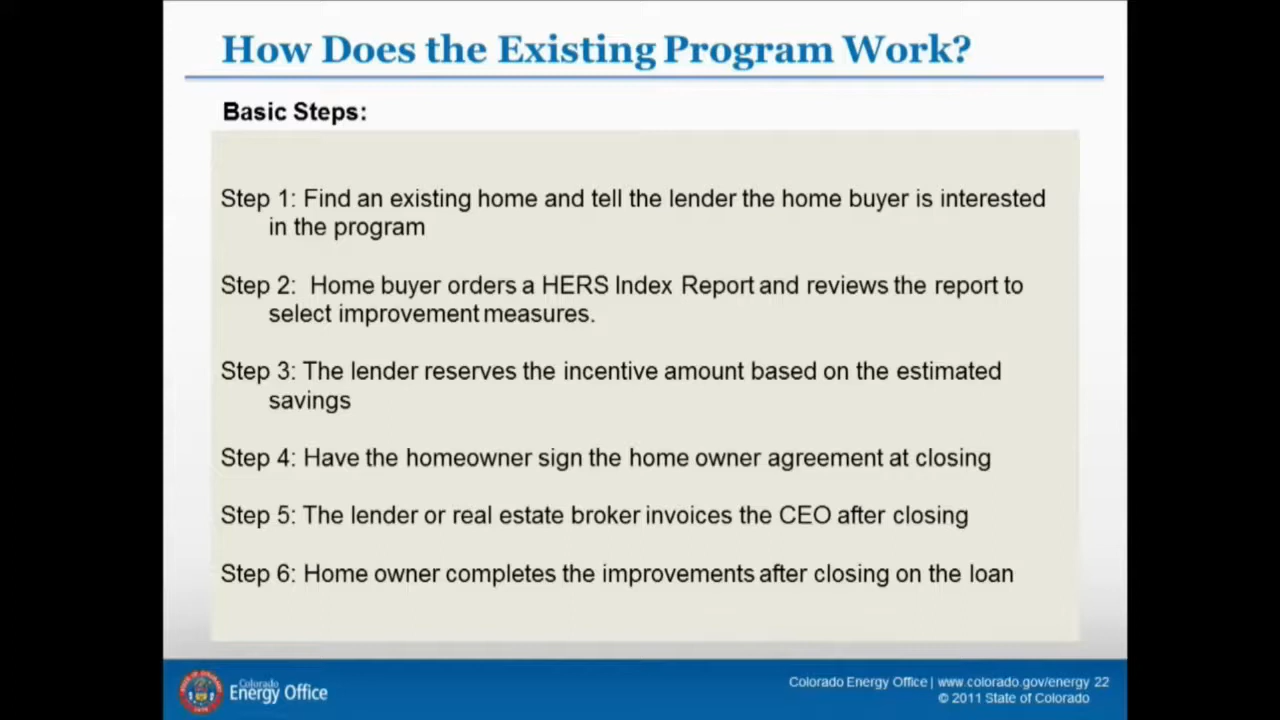 How Does the Existing Program Work?
Basic Steps:
Step 1: Find an existing home and tell the lender the home buyer is interested
in the program
Step 2: Home buyer orders a HERS Index Report and reviews the report to
select improvement measures.
Step 3: The lender reserves the incentive amount based on the estimated
savings
Step 4: Have the homeowner sign the home owner agreement at closing
Step 5: The lender or real estate broker invoices the CEO after closing
Step 6: Home owner completes the improvements after closing on the loan
Colorado
Energy Office
Colorado Energy Office | www.colorado.gov/energy 22
© 2011 State of Colorado